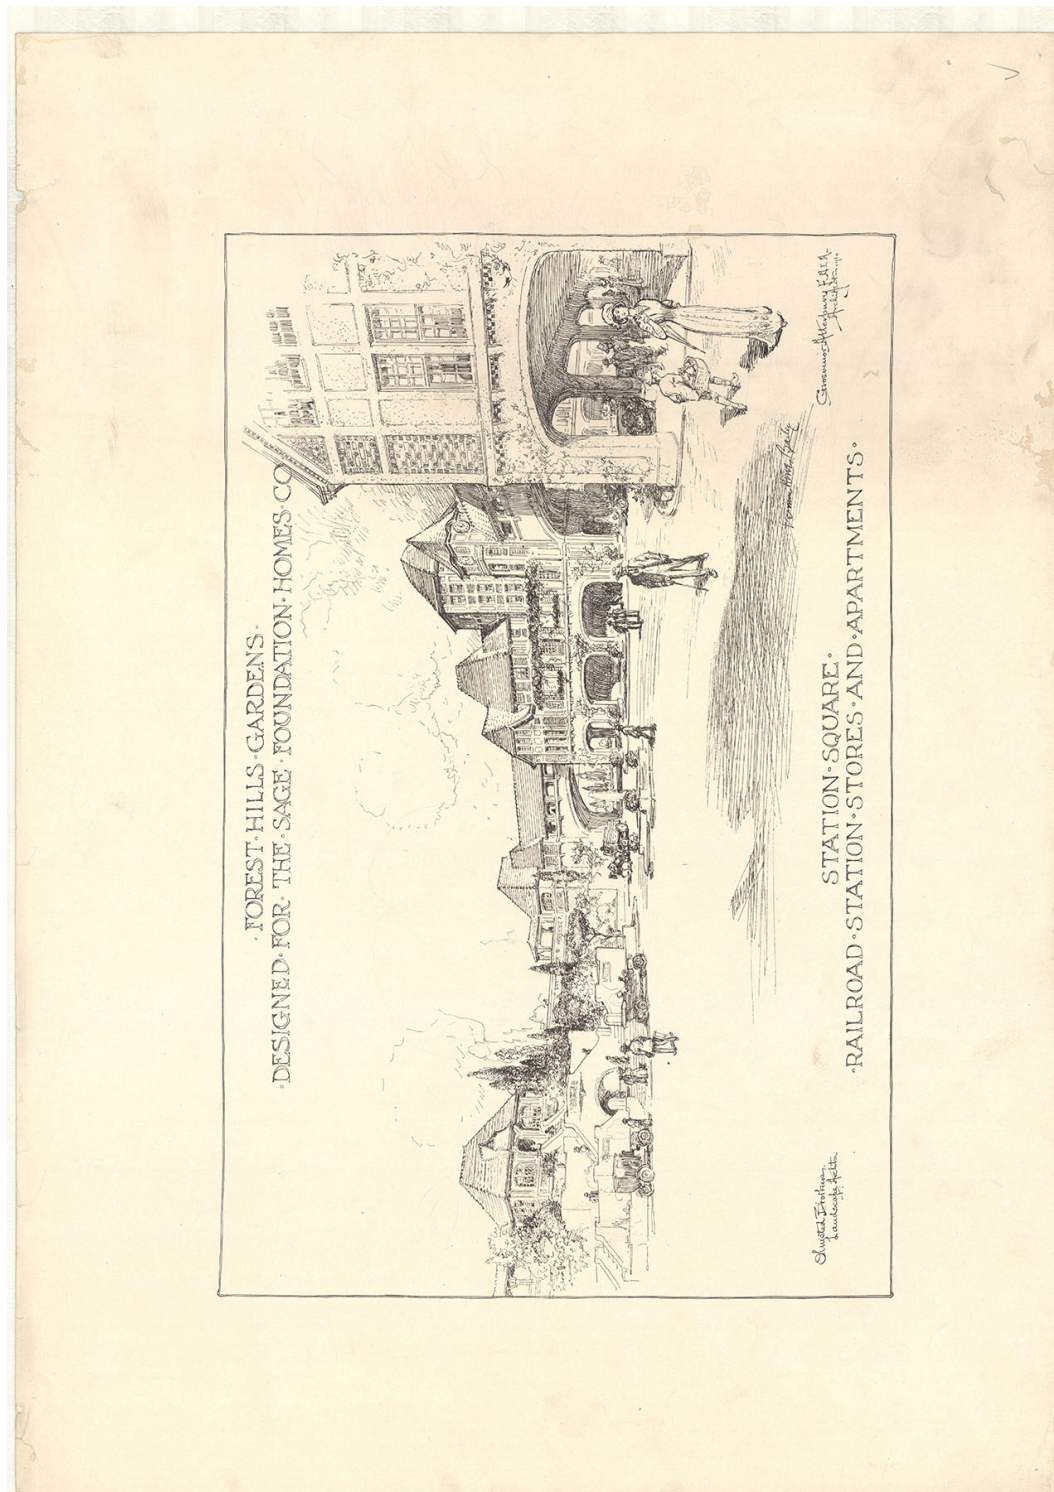 ·FOREST·HILLS·GARDENS·
·DESIGNED·FOR·THE·SAGE·FOUNDATION·HOMES·CO
STATION·SQUARE·
·RAILROAD·STATION·STORES·AND·APARTMENTS·
Olmsted Brothers
Landscape Archts.
Grosvenor Atterbury F.A.I.A.
Architect